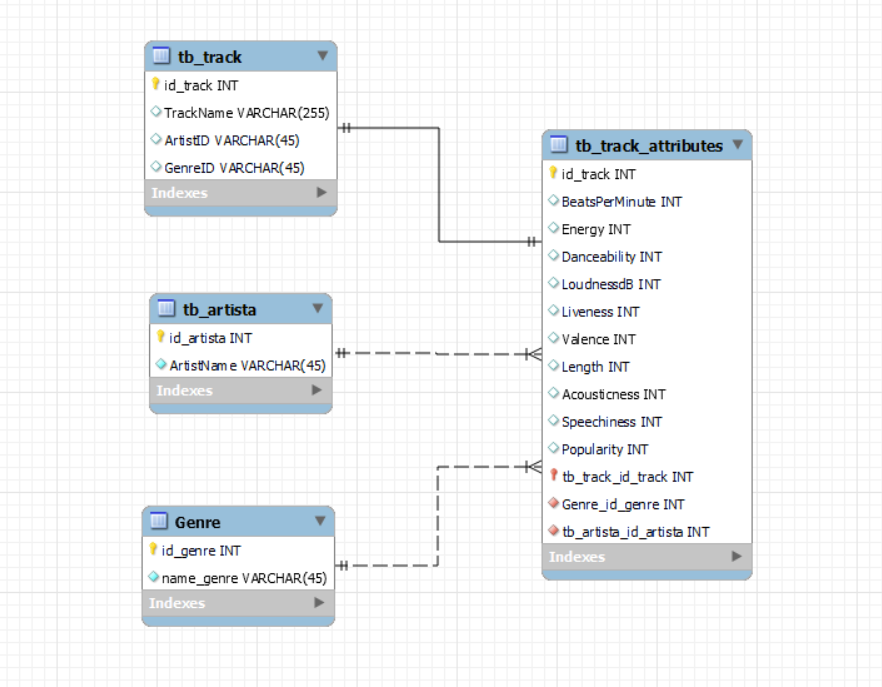 tb_track
id_track INT
TrackName VARCHAR(255)
ArtistID VARCHAR(45)
GenreID VARCHAR(45)
Indexes
tb_artista
id_artista INT
ArtistName VARCHAR(45)
Indexes
Genre
id_genre INT
name_genre VARCHAR(45)
Indexes
tb_track_attributes
id_track INT
BeatsPerMinute INT
Energy INT
Danceability INT
LoudnessdB INT
Liveness INT
Valence INT
Length INT
Acousticness INT
Speechiness INT
Popularity INT
tb_track_id_track INT
Genre_id_genre INT
tb_artista_id_artista INT
Indexes